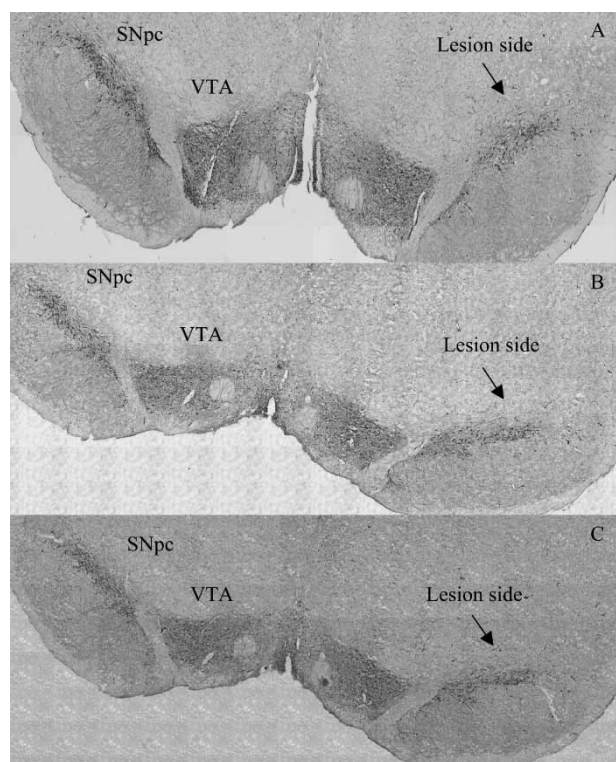 SNpc
A
Lesion side
VTA
SNpc
B
VTA
Lesion side
C
SNpc
VTA
Lesion side